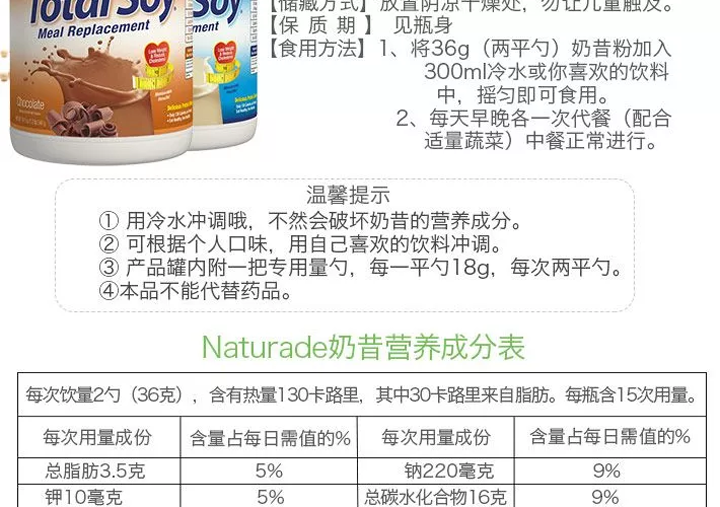 Total Soy
Meal Replacement
Chocolate
【储藏方式】放置阴凉干燥处，勿让儿童触及。
【保 质 期 】 见瓶身
【食用方法】1、将36g（两平勺）奶昔粉加入
300ml冷水或你喜欢的饮料
中，摇匀即可食用。
2、每天早晚各一次代餐（配合
适量蔬菜）中餐正常进行。
温馨提示
① 用冷水冲调哦，不然会破坏奶昔的营养成分。
② 可根据个人口味，用自己喜欢的饮料冲调。
③ 产品罐内附一把专用量勺，每一平勺18g，每次两平勺。
④本品不能代替药品。
Naturade奶昔营养成分表
每次饮量2勺（36克），含有热量130卡路里，其中30卡路里来自脂肪。每瓶含15次用量。
每次用量成份 含量占每日需值的% 每次用量成份 含量占每日需值的%
总脂肪3.5克 5% 钠220毫克 9%
钾10毫克 5% 总碳水化合物16克 9%